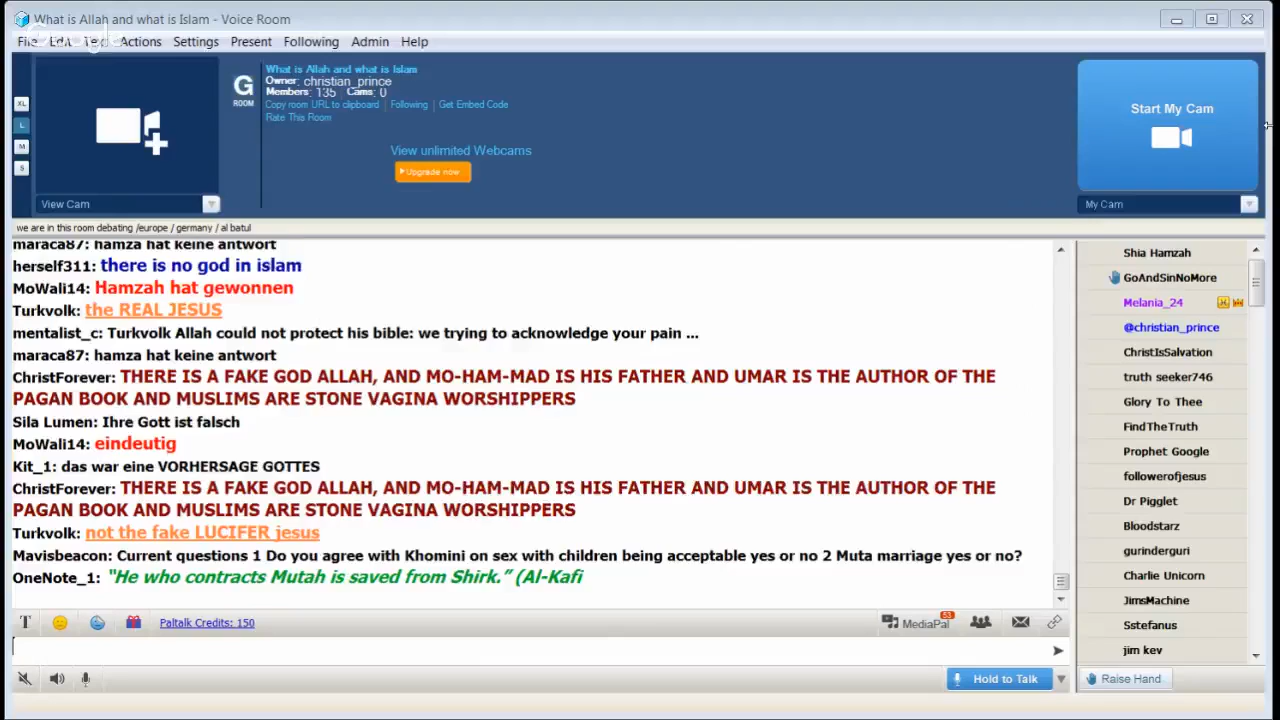 What is Allah and what is Islam - Voice Room
File Edit Text Actions Settings Present Following Admin Help
Google
What is Allah and what is Islam
Owner: christian_prince
Members: 135 Cams: 0
Copy room URL to clipboard | Following | Get Embed Code
Rate This Room
G
ROOM
XL
L
M
S
View unlimited Webcams
Upgrade now
Start My Cam
View Cam
My Cam
we are in this room debating /europe / germany / al batul
maraca87: hamza hat keine antwort
herself311: there is no god in islam
MoWali14: Hamzah hat gewonnen
Turkvolk: the REAL JESUS
mentalist_c: Turkvolk Allah could not protect his bible: we trying to acknowledge your pain ...
maraca87: hamza hat keine antwort
ChristForever: THERE IS A FAKE GOD ALLAH, AND MO-HAM-MAD IS HIS FATHER AND UMAR IS THE AUTHOR OF THE
PAGAN BOOK AND MUSLIMS ARE STONE VAGINA WORSHIPPERS
Sila Lumen: Ihre Gott ist falsch
MoWali14: eindeutig
Kit_1: das war eine VORHERSAGE GOTTES
ChristForever: THERE IS A FAKE GOD ALLAH, AND MO-HAM-MAD IS HIS FATHER AND UMAR IS THE AUTHOR OF THE
PAGAN BOOK AND MUSLIMS ARE STONE VAGINA WORSHIPPERS
Turkvolk: not the fake LUCIFER jesus
Mavisbeacon: Current questions 1 Do you agree with Khomini on sex with children being acceptable yes or no 2 Muta marriage yes or no?
OneNote_1: “He who contracts Mutah is saved from Shirk.” (Al-Kafi
Shia Hamzah
GoAndSinNoMore
Melania_24
@christian_prince
ChristIsSalvation
truth seeker746
Glory To Thee
FindTheTruth
Prophet Google
followerofjesus
Dr Pigglet
Bloodstarz
gurinderguri
Charlie Unicorn
JimsMachine
Sstefanus
jim kev
T
Paltalk Credits: 150
MediaPal
53
Hold to Talk
Raise Hand